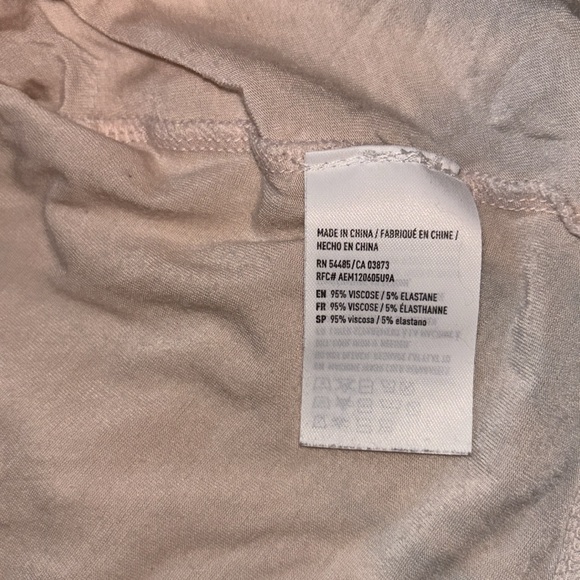 MADE IN CHINA / FABRIQUÉ EN CHINE /
HECHO EN CHINA
RN 54485/CA 03873
RFC# AEM120605U9A
EN 95% VISCOSE / 5% ELASTANE
FR 95% VISCOSE / 5% ÉLASTHANNE
SP 95% viscosa / 5% elastano